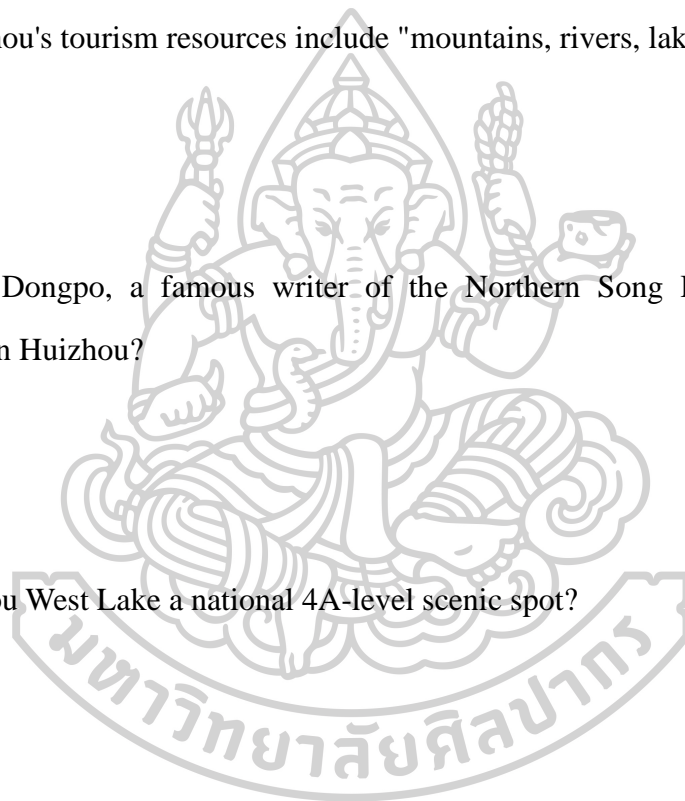 hou's tourism resources include "mountains, rivers, lak
Dongpo, a famous writer of the Northern Song
n Huizhou?
ou West Lake a national 4A-level scenic spot?
มหาวิทยาลัยศิลปากร